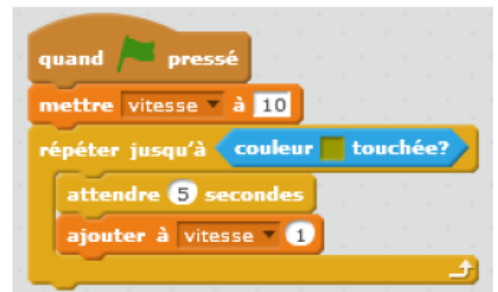 quand pressé
mettre vitesse à 10
répéter jusqu'à couleur touchée?
attendre 5 secondes
ajouter à vitesse 1